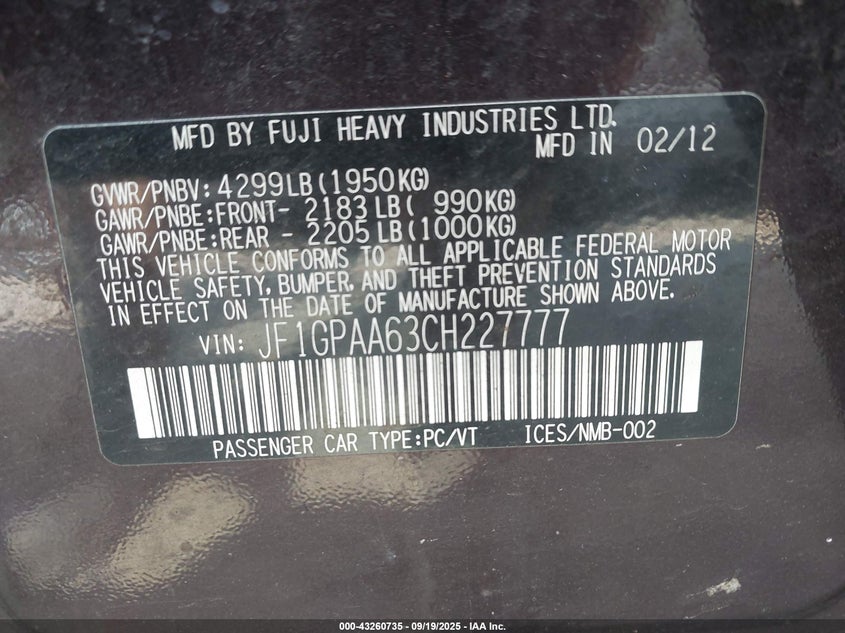 MFD BY FUJI HEAVY INDUSTRIES LTD.
MFD IN 02/12
GVWR/PNBV: 4299LB (1950KG)
GAWR/PNBE:FRONT- 2183 LB ( 990KG)
GAWR/PNBE:REAR - 2205 LB (1000KG)
THIS VEHICLE CONFORMS TO ALL APPLICABLE FEDERAL MOTOR
VEHICLE SAFETY, BUMPER, AND THEFT PREVENTION STANDARDS
IN EFFECT ON THE DATE OF MANUFACTURE SHOWN ABOVE.
VIN: JF1GPAA63CH227777
PASSENGER CAR TYPE:PC/VT ICES/NMB-002
000-43260735 - 09/19/2025 - IAA Inc.